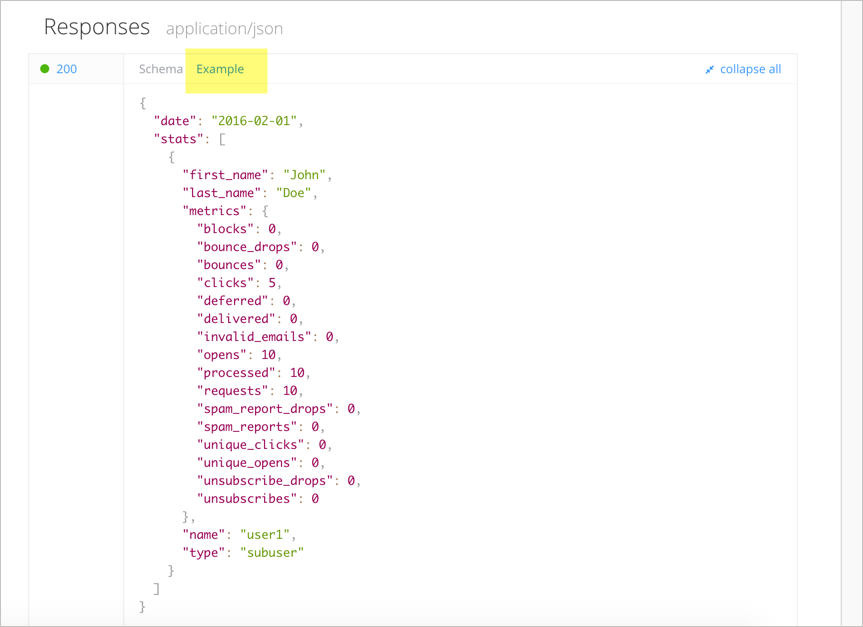 Responses application/json
200 Schema Example collapse all
{
"date": "2016-02-01",
"stats": [
{
"first_name": "John",
"last_name": "Doe",
"metrics": {
"blocks": 0,
"bounce_drops": 0,
"bounces": 0,
"clicks": 5,
"deferred": 0,
"delivered": 0,
"invalid_emails": 0,
"opens": 10,
"processed": 10,
"requests": 10,
"spam_report_drops": 0,
"spam_reports": 0,
"unique_clicks": 0,
"unique_opens": 0,
"unsubscribe_drops": 0,
"unsubscribes": 0
},
"name": "user1",
"type": "subuser"
}
]
}